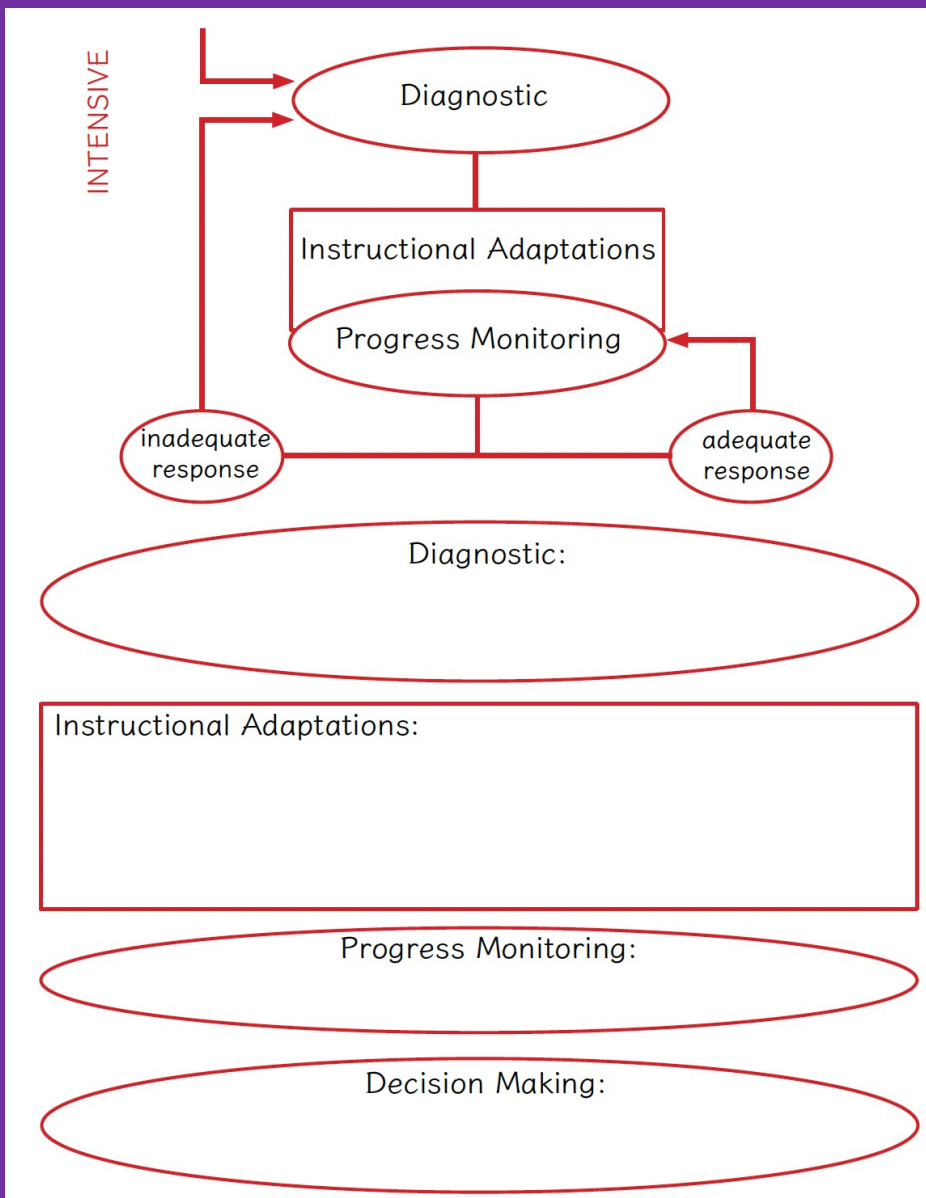 INTENSIVE
Diagnostic
Instructional Adaptations
Progress Monitoring
inadequate
response
adequate
response
Diagnostic:
Instructional Adaptations:
Progress Monitoring:
Decision Making: